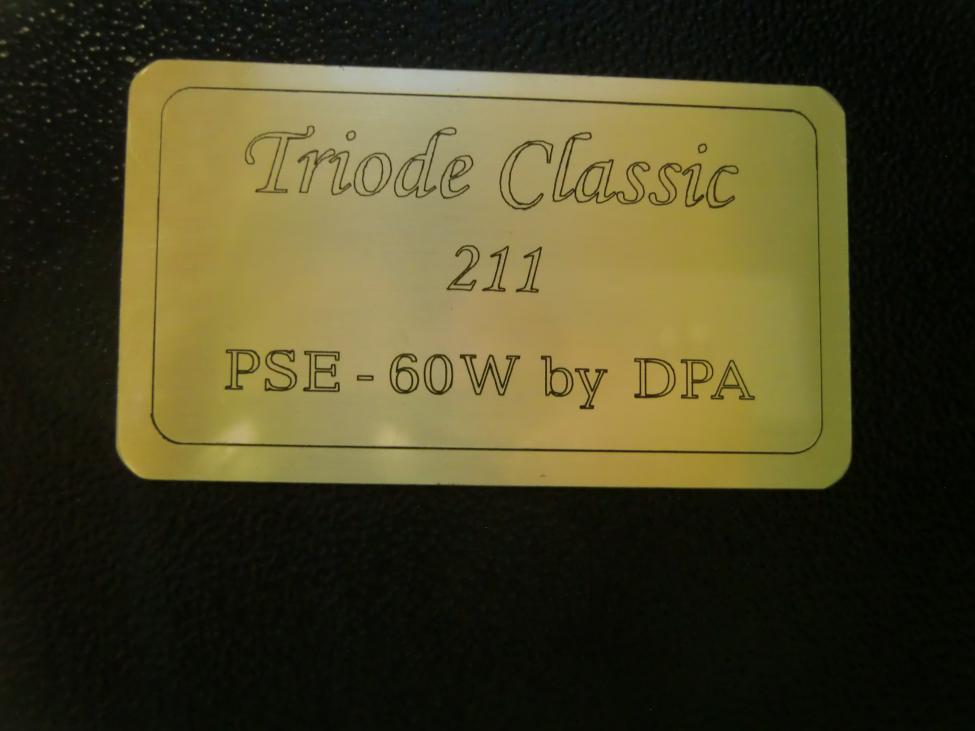 Triode Classic
211
PSE - 60W by DPA